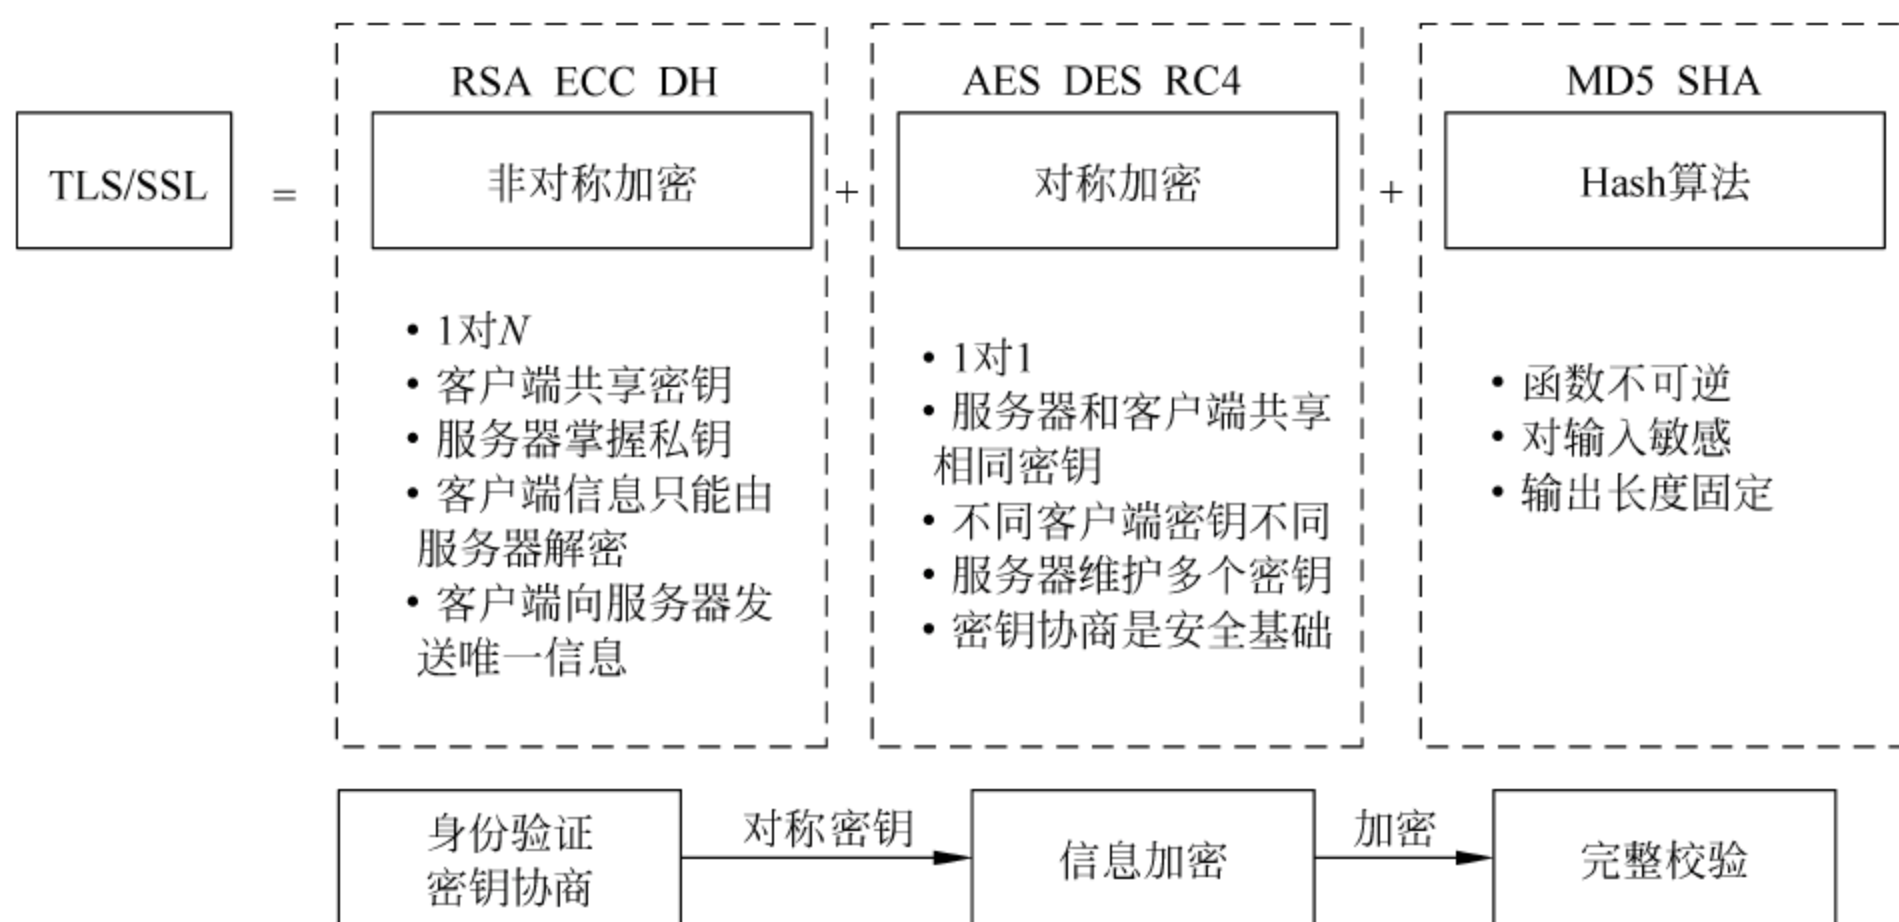 RSA ECC DH
AES DES RC4
MD5 SHA
TLS/SSL
=
非对称加密
+
对称加密
+
Hash算法
• 1对N
• 客户端共享密钥
• 服务器掌握私钥
• 客户端信息只能由
服务器解密
• 客户端向服务器发
送唯一信息
• 1对1
• 服务器和客户端共享
相同密钥
• 不同客户端密钥不同
• 服务器维护多个密钥
• 密钥协商是安全基础
• 函数不可逆
• 对输入敏感
• 输出长度固定
身份验证
密钥协商
对称密钥
信息加密
加密
完整校验